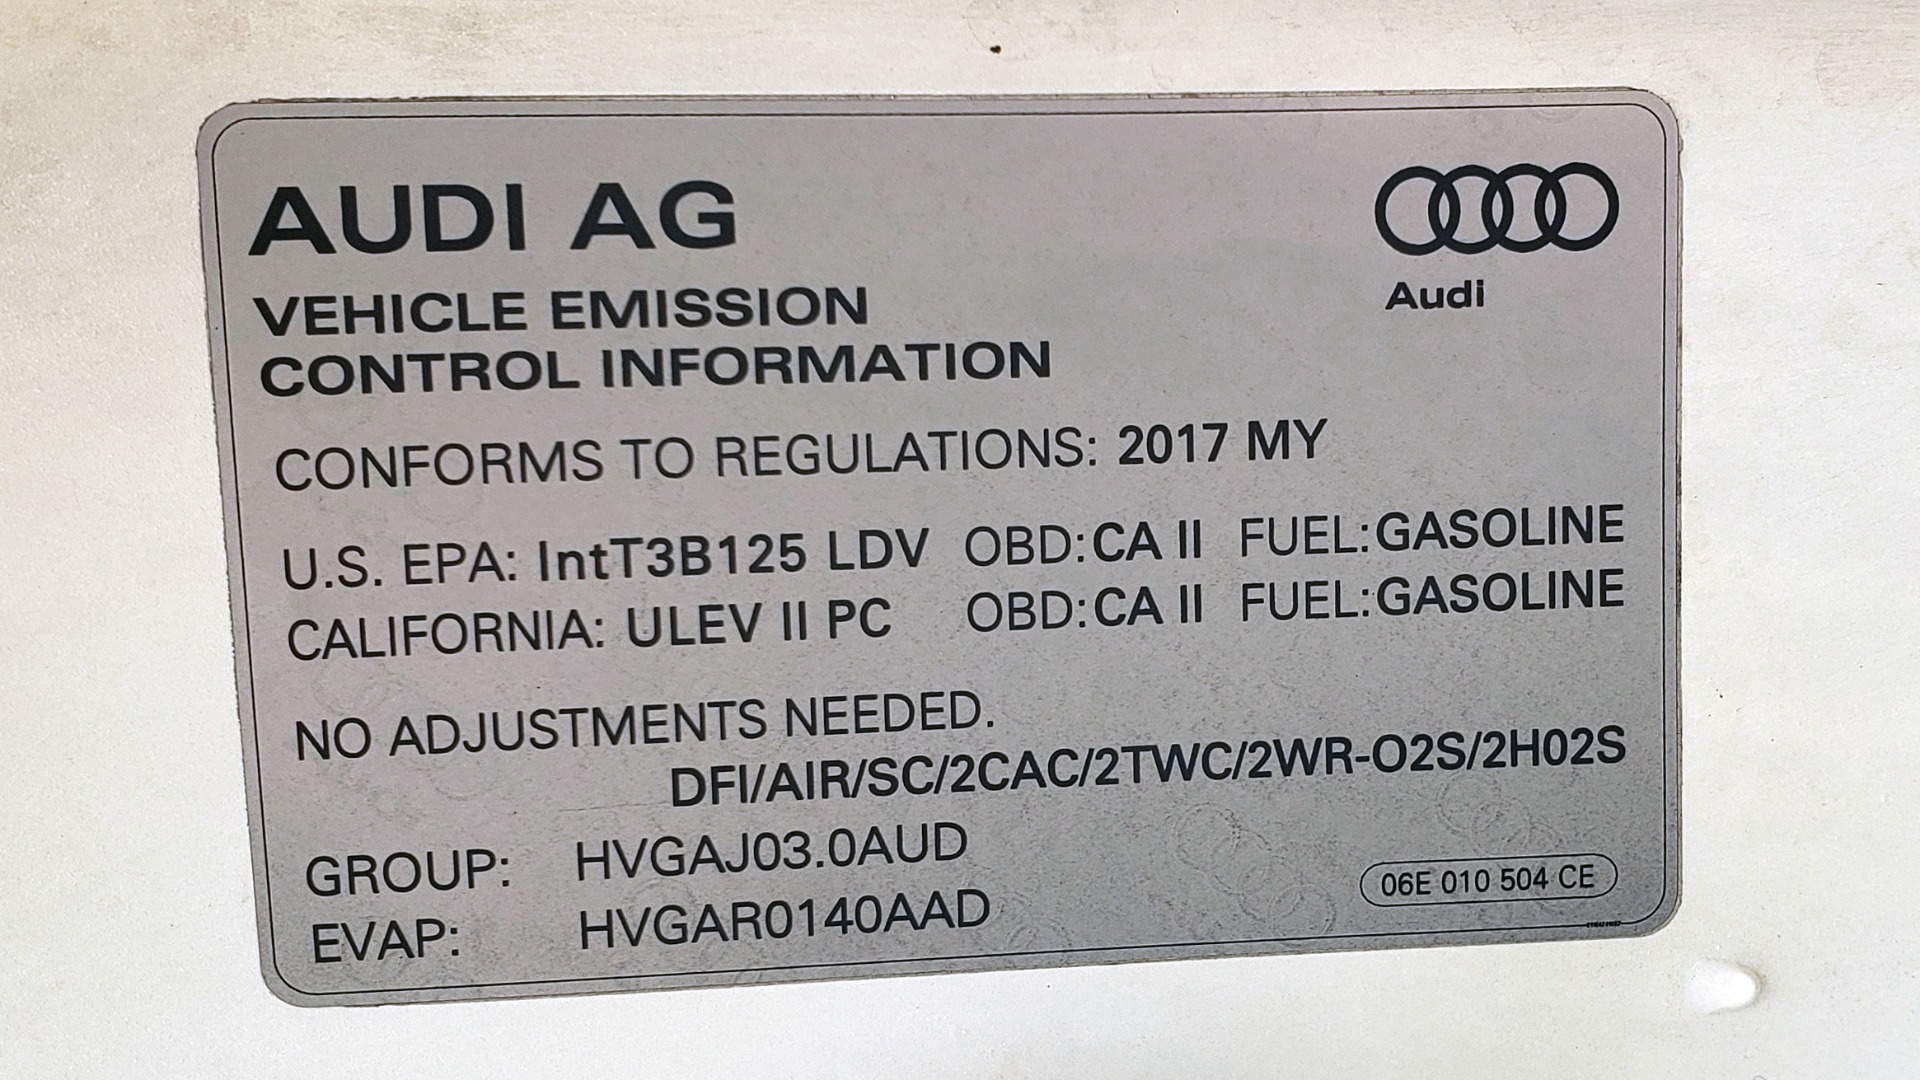 AUDI AG
Audi
VEHICLE EMISSION
CONTROL INFORMATION
CONFORMS TO REGULATIONS: 2017 MY
U.S. EPA: IntT3B125 LDV OBD:CA II FUEL:GASOLINE
CALIFORNIA: ULEV II PC OBD:CA II FUEL:GASOLINE
NO ADJUSTMENTS NEEDED.
DFI/AIR/SC/2CAC/2TWC/2WR-O2S/2H02S
GROUP: HVGAJ03.0AUD
EVAP: HVGAR0140AAD
06E 010 504 CE